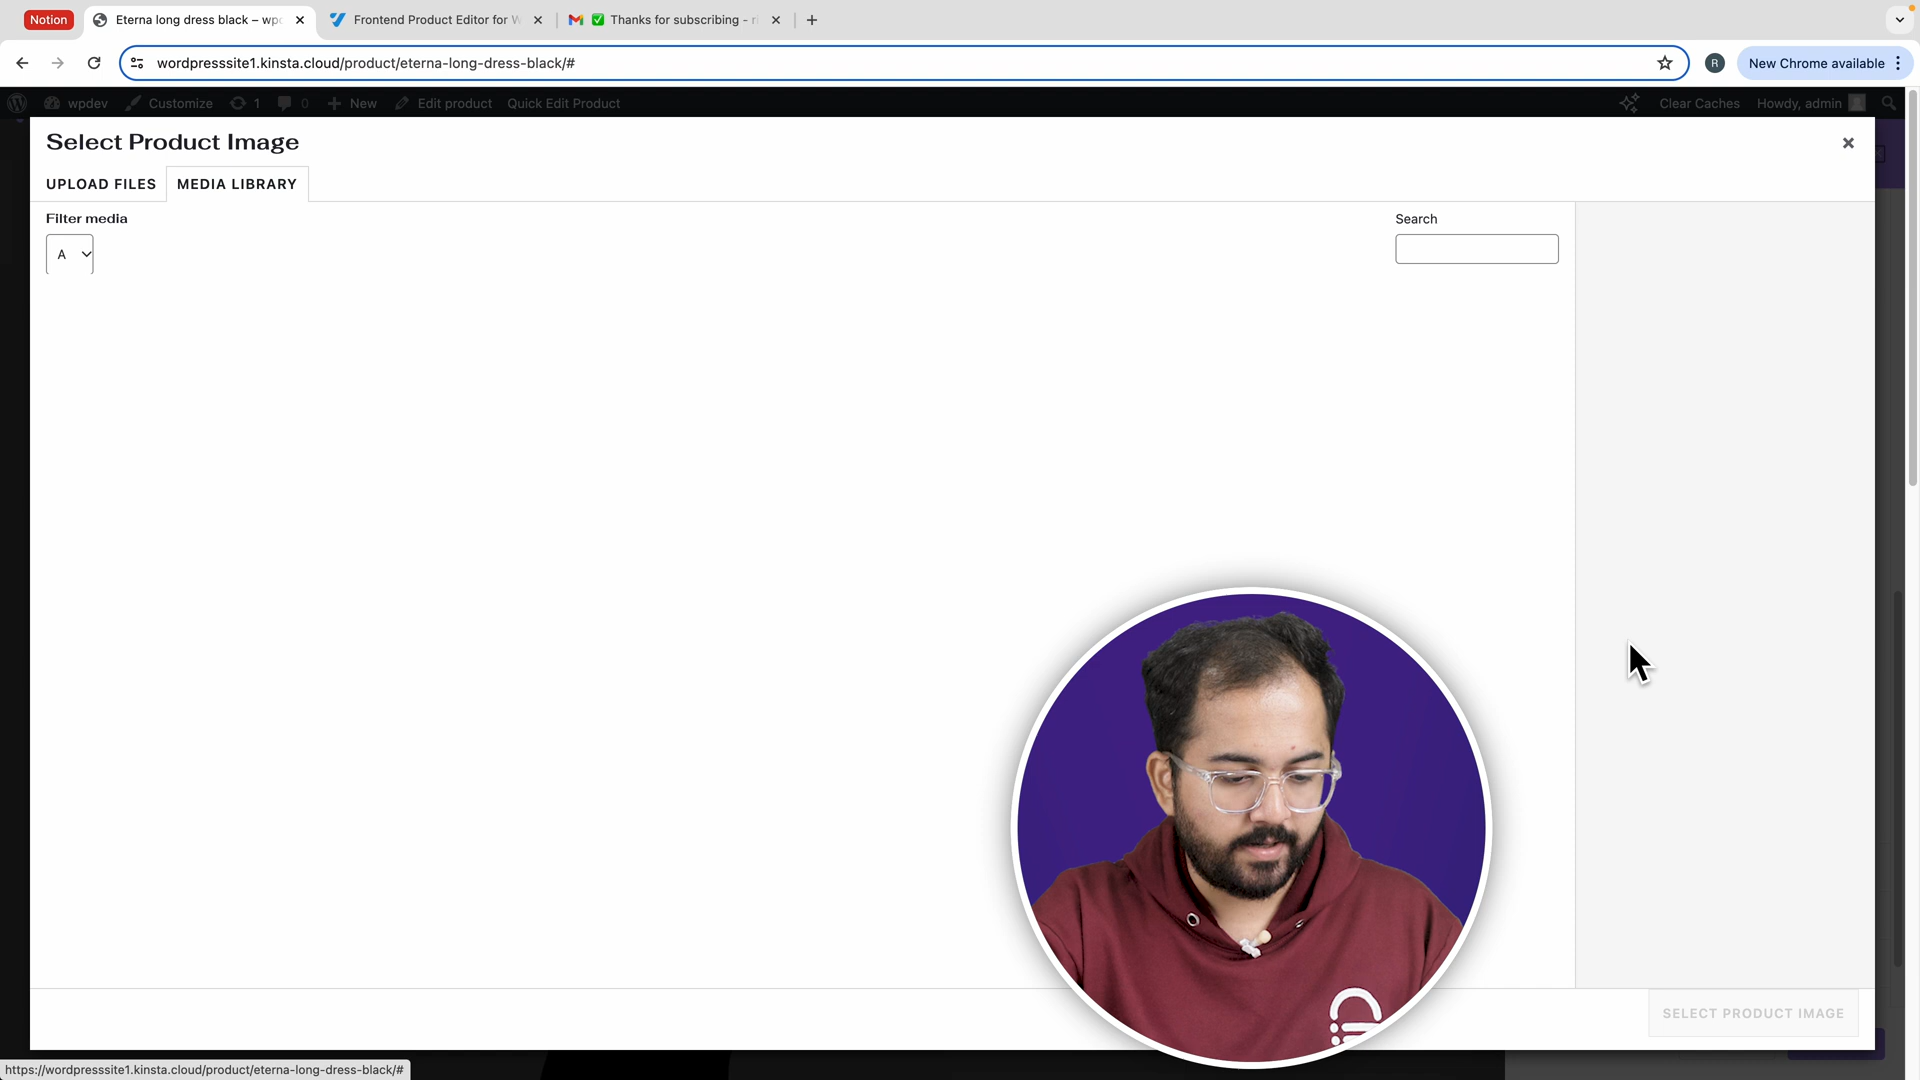 Notion
Eterna long dress black – wpd
Frontend Product Editor for W
✅ Thanks for subscribing - ri
wordpresssite1.kinsta.cloud/product/eterna-long-dress-black/#
R
New Chrome available
wpdev
Customize
1
0
New
Edit product
Quick Edit Product
Clear Caches
Howdy, admin
Select Product Image
UPLOAD FILES
MEDIA LIBRARY
Filter media
Search
A
SELECT PRODUCT IMAGE
https://wordpresssite1.kinsta.cloud/product/eterna-long-dress-black/#